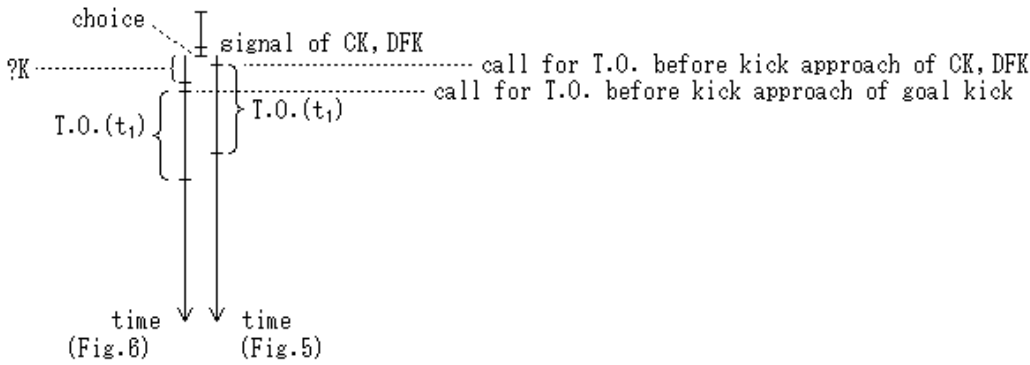 choice
signal of CK, DFK
?K
call for T.O. before kick approach of CK, DFK
call for T.O. before kick approach of goal kick
T.O.(t₁)
T.O.(t₁)
time
(Fig.6)
time
(Fig.5)